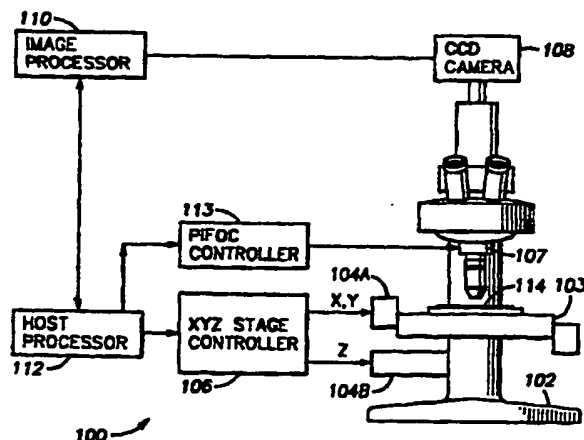 110
IMAGE
PROCESSOR
CCD
CAMERA
108
113
PIFOC
CONTROLLER
107
104A
114
103
X,Y
HOST
PROCESSOR
112
XYZ STAGE
CONTROLLER
106
Z
104B
102
100